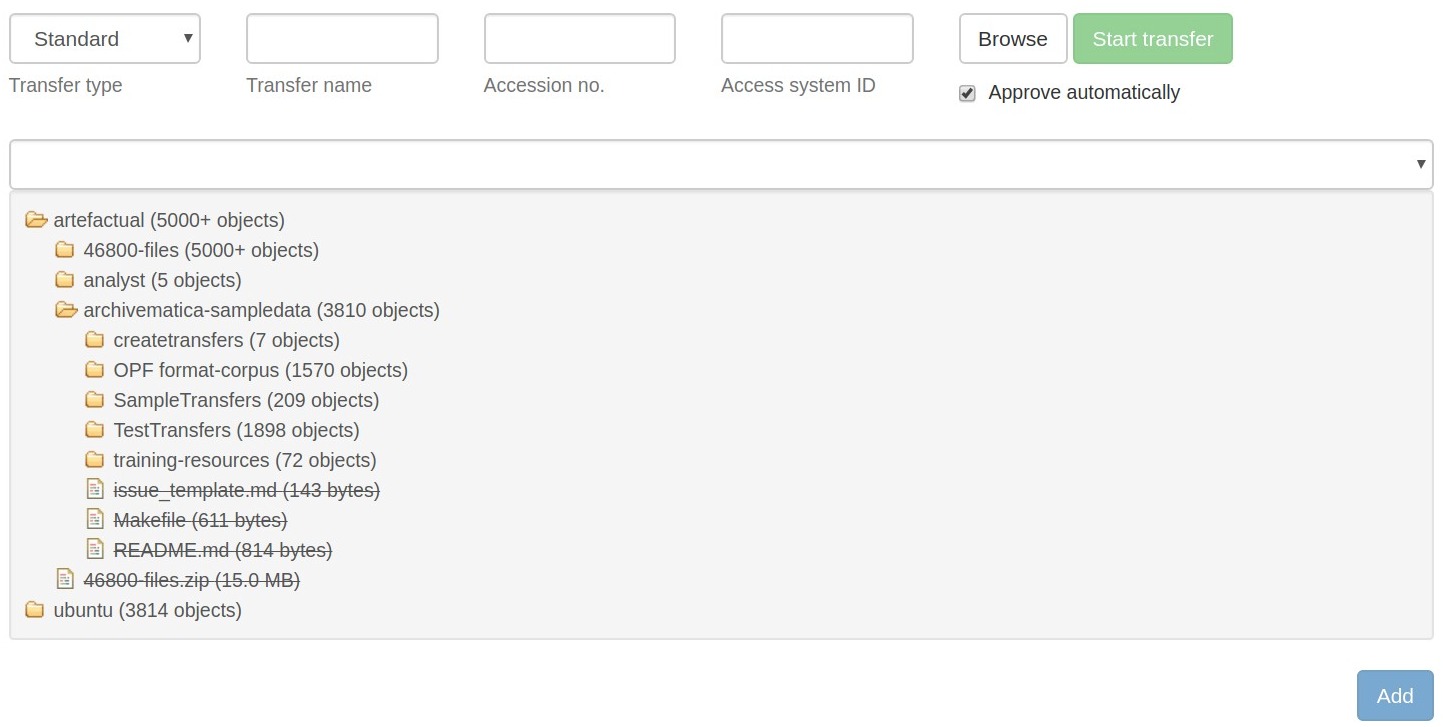 Standard
Browse
Start transfer
Transfer type
Transfer name
Accession no.
Access system ID
Approve automatically
artefactual (5000+ objects)
46800-files (5000+ objects)
analyst (5 objects)
archivematica-sampledata (3810 objects)
createtransfers (7 objects)
OPF format-corpus (1570 objects)
SampleTransfers (209 objects)
TestTransfers (1898 objects)
training-resources (72 objects)
issue_template.md (143 bytes)
Makefile (611 bytes)
README.md (814 bytes)
46800-files.zip (15.0 MB)
ubuntu (3814 objects)
Add